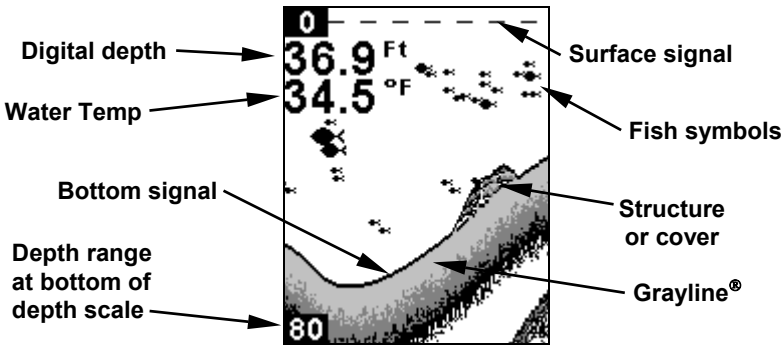 0
Digital depth
36.9 Ft
Surface signal
34.5 °F
Water Temp
Fish symbols
Bottom signal
Structure
or cover
Depth range
at bottom of
depth scale
Grayline®
80